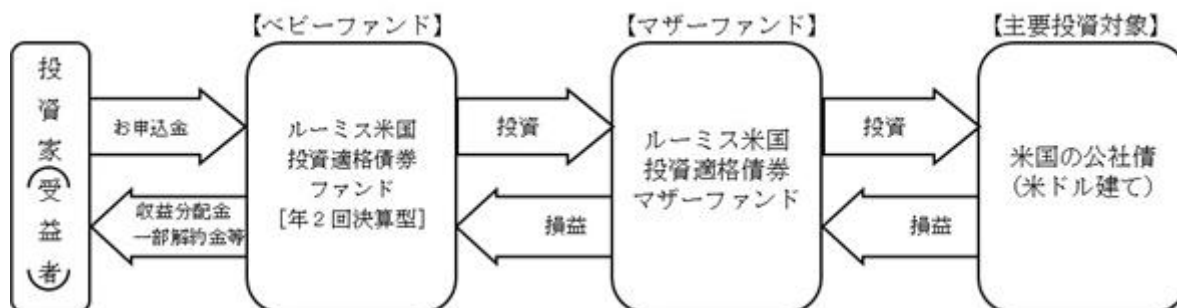 【ベビーファンド】
【マザーファンド】
【主要投資対象】
投資家(受益者)
お申込金
収益分配金
一部解約金等
ルーミス米国
投資適格債券
ファンド
[年2回決算型]
投資
損益
ルーミス米国
投資適格債券
マザーファンド
投資
損益
米国の公社債
(米ドル建て)